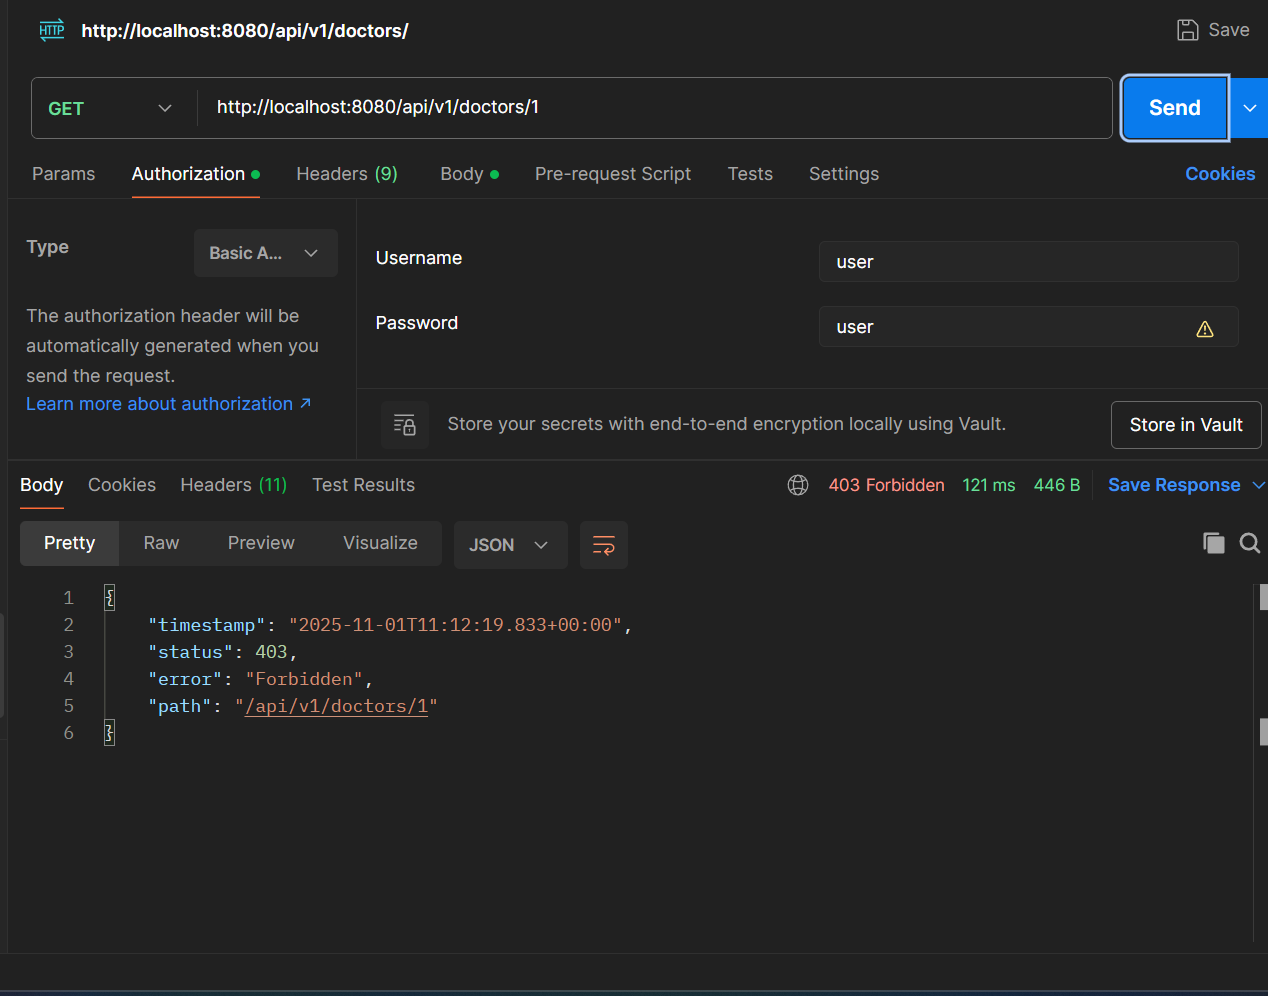 HTTP http://localhost:8080/api/v1/doctors/ Save
GET http://localhost:8080/api/v1/doctors/1 Send
Params Authorization Headers (9) Body Pre-request Script Tests Settings Cookies
Type Basic A...
The authorization header will be
automatically generated when you
send the request.
Learn more about authorization ↗
Username user
Password user
Store your secrets with end-to-end encryption locally using Vault. Store in Vault
Body Cookies Headers (11) Test Results 403 Forbidden 121 ms 446 B Save Response
Pretty Raw Preview Visualize JSON
1 {
2 "timestamp": "2025-11-01T11:12:19.833+00:00",
3 "status": 403,
4 "error": "Forbidden",
5 "path": "/api/v1/doctors/1"
6 }